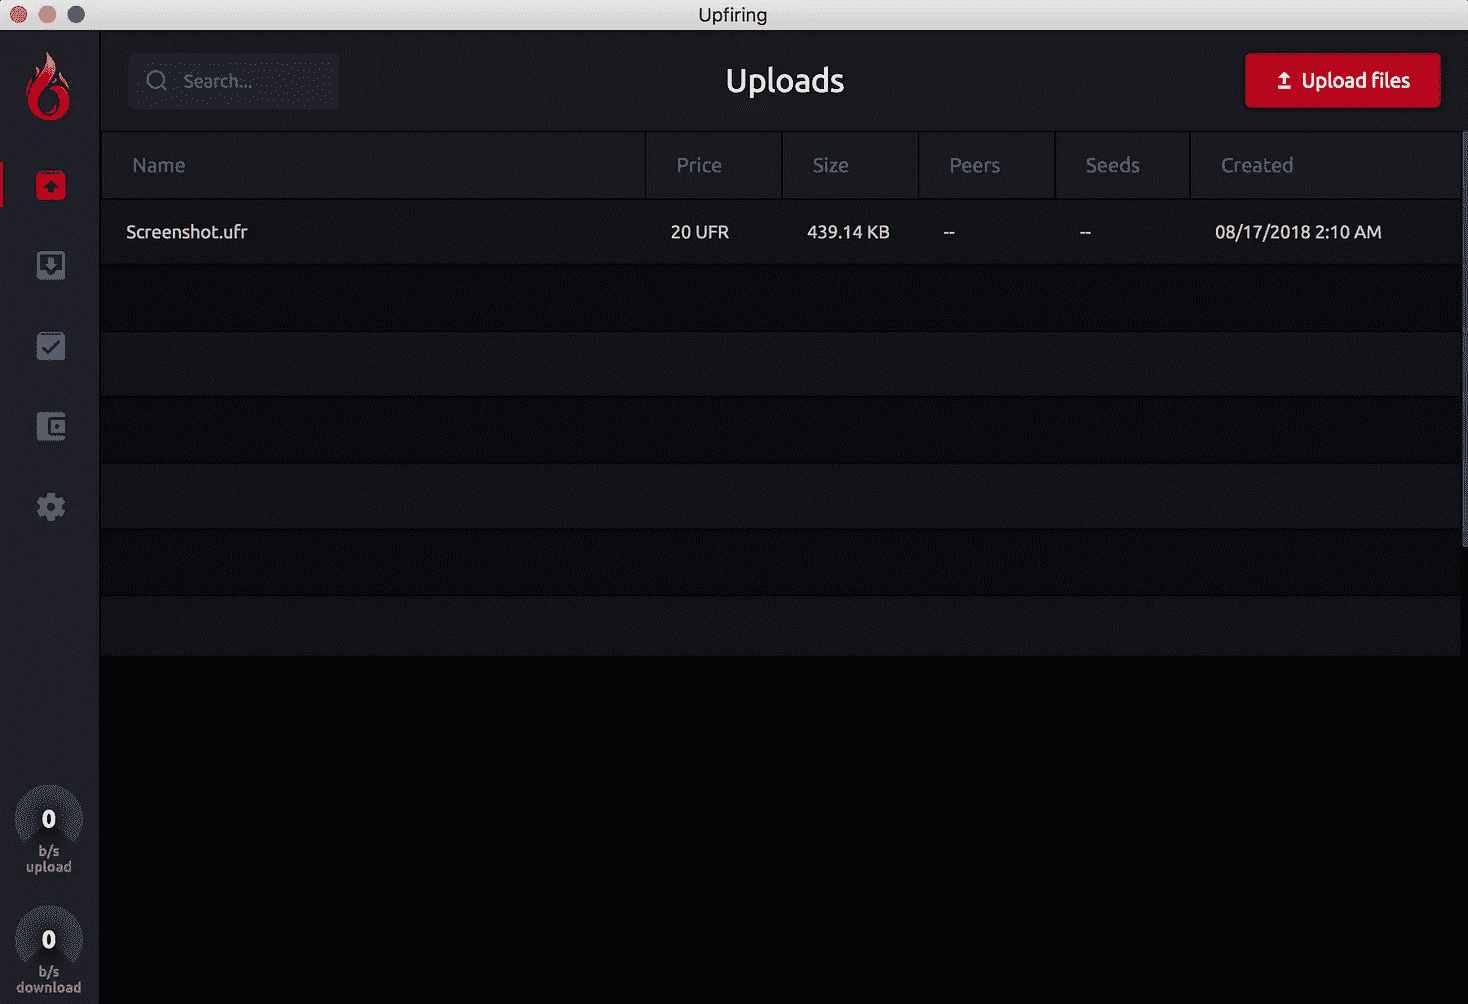 Upfiring
Search...
Uploads
Upload files
Name Price Size Peers Seeds Created
Screenshot.ufr 20 UFR 439.14 KB -- -- 08/17/2018 2:10 AM
0
b/s
upload
0
b/s
download